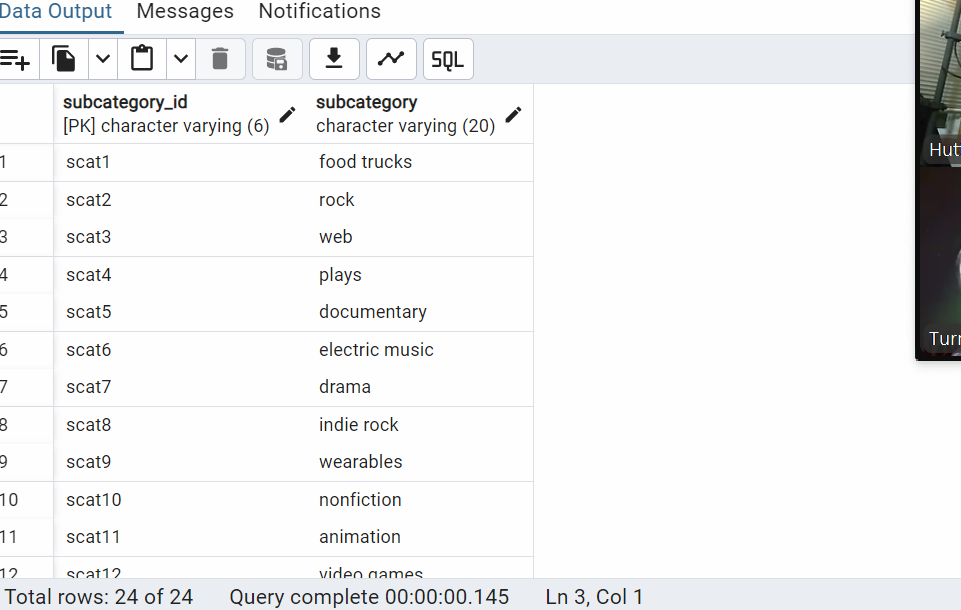 Data Output Messages Notifications
SQL
subcategory_id
[PK] character varying (6)
subcategory
character varying (20)
1 scat1 food trucks
2 scat2 rock
3 scat3 web
4 scat4 plays
5 scat5 documentary
6 scat6 electric music
7 scat7 drama
8 scat8 indie rock
9 scat9 wearables
10 scat10 nonfiction
11 scat11 animation
12 scat12 video games
Total rows: 24 of 24 Query complete 00:00:00.145 Ln 3, Col 1